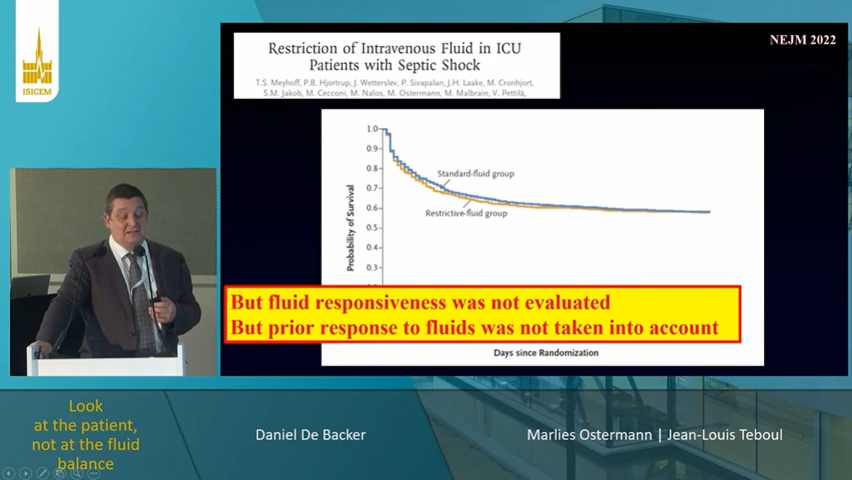 ISICEM
Restriction of Intravenous Fluid in ICU
Patients with Septic Shock
T.S. Meyhoff, P.B. Hjortrup, J. Wetterslev, P. Sivapalan, J.H. Laake, M. Cronhjort,
S.M. Jakob, M. Cecconi, M. Nalos, M. Ostermann, M. Malbrain, V. Pettilä,
NEJM 2022
1.0
0.9
0.8
0.7
0.6
0.5
0.4
0.3
Probability of Survival
Standard-fluid group
Restrictive-fluid group
But fluid responsiveness was not evaluated
But prior response to fluids was not taken into account
Days since Randomization
Look
at the patient,
not at the fluid
balance
Daniel De Backer
Marlies Ostermann | Jean-Louis Teboul